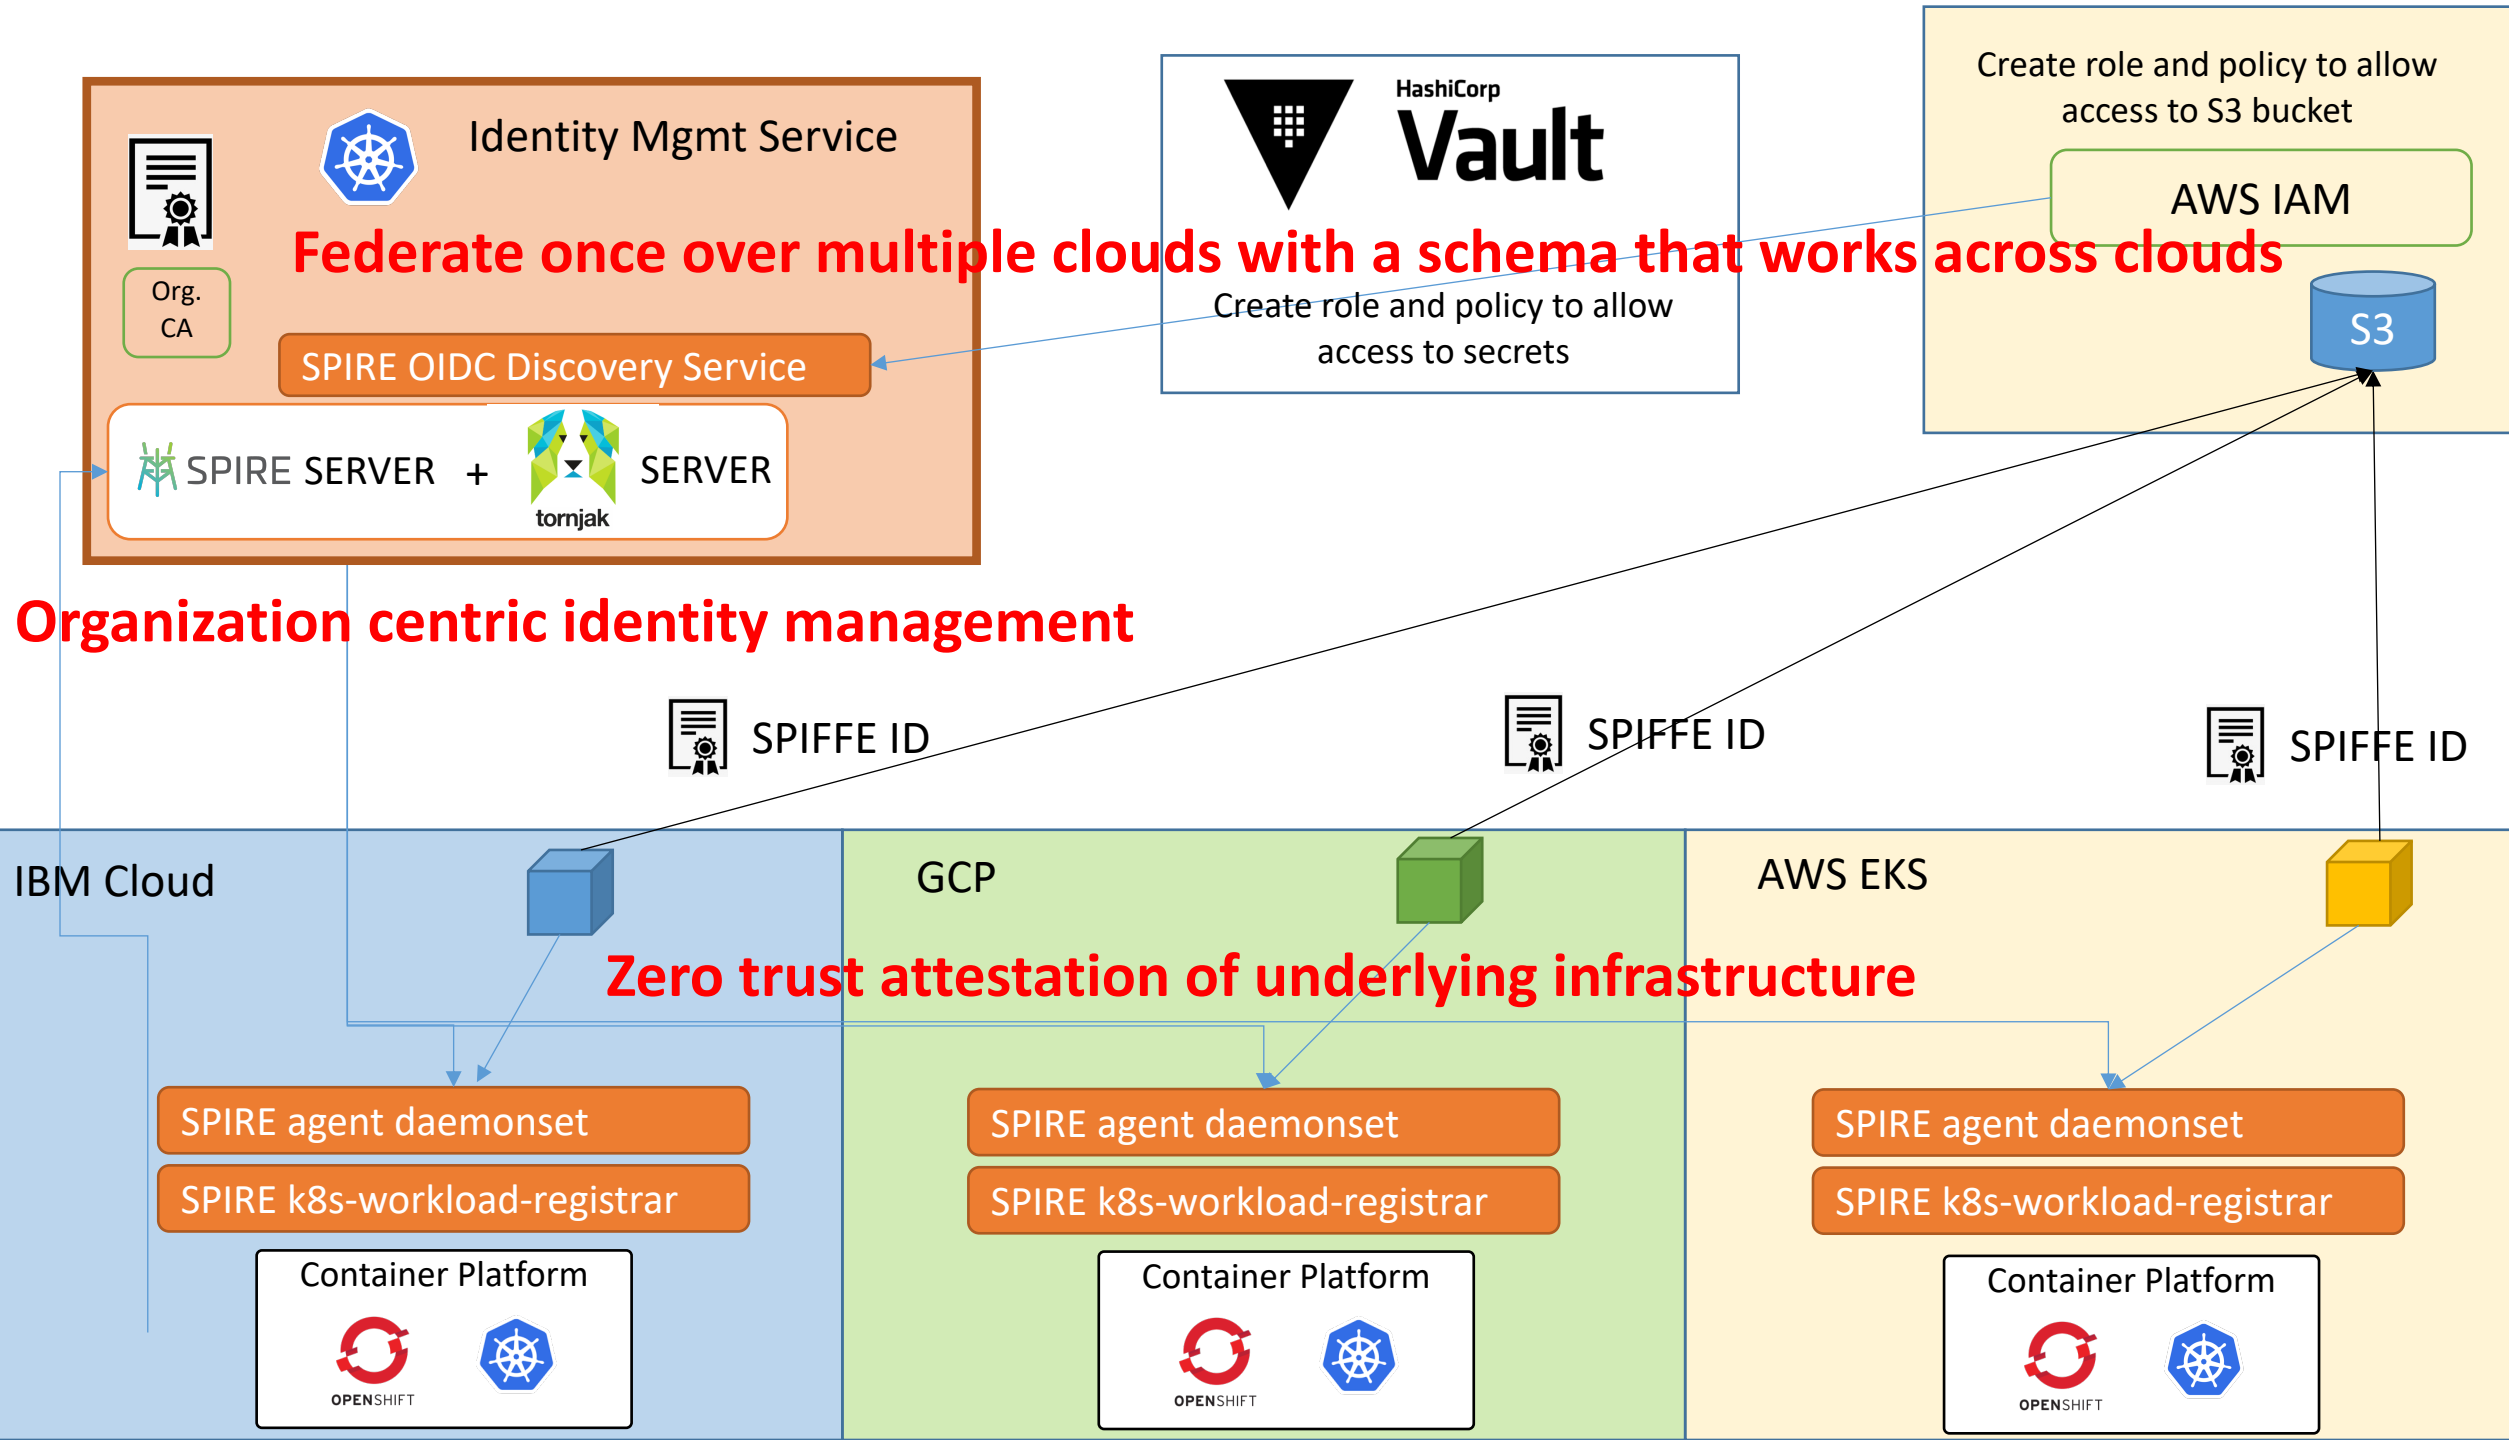 Create role and policy to allow
access to S3 bucket
AWS IAM
S3
HashiCorp
Vault
Create role and policy to allow
access to secrets
Identity Mgmt Service
Federate once over multiple clouds with a schema that works across clouds
Org.
CA
SPIRE OIDC Discovery Service
SPIRE SERVER + SERVER
tornjak
Organization centric identity management
SPIFFE ID
SPIFFE ID
SPIFFE ID
IBM Cloud
GCP
AWS EKS
Zero trust attestation of underlying infrastructure
SPIRE agent daemonset
SPIRE k8s-workload-registrar
Container Platform
OPENSHIFT
SPIRE agent daemonset
SPIRE k8s-workload-registrar
Container Platform
OPENSHIFT
SPIRE agent daemonset
SPIRE k8s-workload-registrar
Container Platform
OPENSHIFT